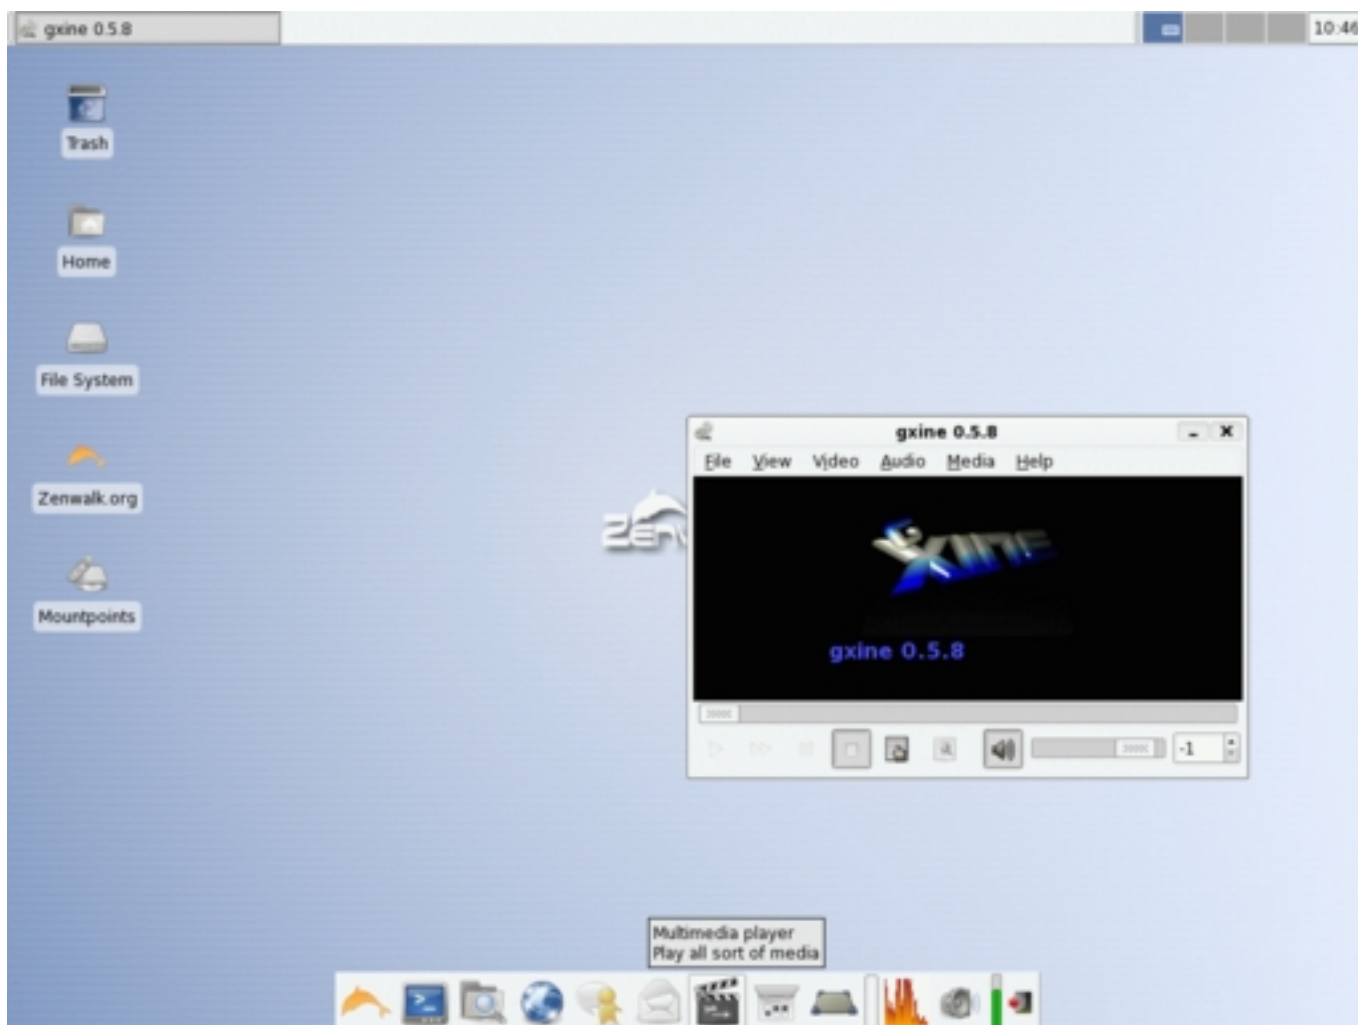 gxine 0.5.8
10:46
Trash
Home
File System
Zenwalk.org
Mountpoints
gxine 0.5.8
File View Video Audio Media Help
xine
gxine 0.5.8
-1
Multimedia player
Play all sort of media